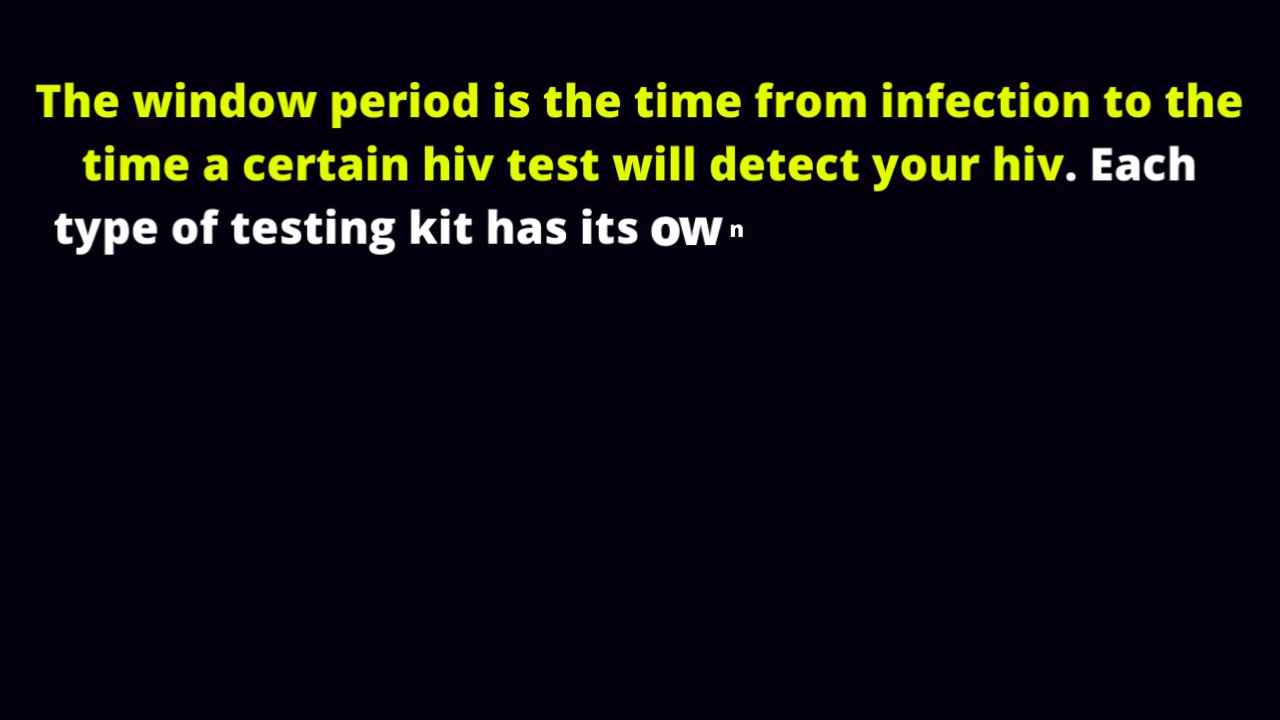 The window period is the time from infection to the
time a certain hiv test will detect your hiv. Each
type of testing kit has its own